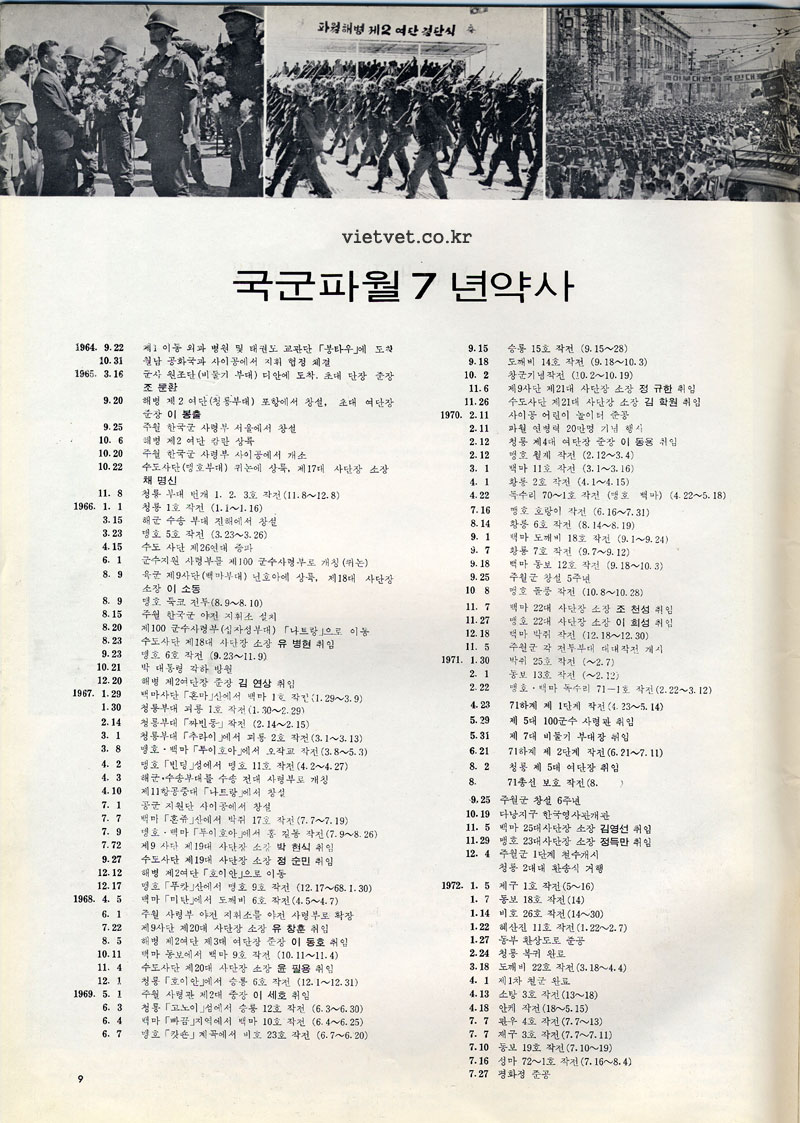 파월해병 제2 여단 결단식
vietvet.co.kr
국군파월 7 년약사
1964. 9.22 제1 이동 외과 병원 및 태권도 교관단 「붕타우」에 도착
10.31 월남 공화국과 사이공에서 지휘 협정 체결
1965. 3.16 군사 원조단(비둘기 부대) 디안에 도착. 초대 단장 준장
조 문환
9.20 해병 제2 여단(청룡부대) 포항에서 창설, 초대 여단장
준장 이 봉출
9.25 주월 한국군 사령부 서울에서 창설
10. 6 해병 제2 여단 캄란 상륙
10.20 주월 한국군 사령부 사이공에서 개소
10.22 수도사단(맹호부대) 퀴논에 상륙, 제17대 사단장 소장
채 명신
11. 8 청룡 부대 번개 1. 2. 3호 작전(11.8~12.8)
1966. 1. 1 청룡 1호 작전 (1.1~1.16)
3.15 해군 수송 부대 진해에서 창설
3.23 맹호 5호 작전 (3.23~3.26)
4.15 수도 사단 제26연대 증파
6. 1 군수지원 사령부를 제100 군수사령부로 개칭(퀴논)
8. 9 육군 제9사단(백마부대) 닌호아에 상륙, 제18대 사단장
소장 이 소동
8. 9 맹호 둑코 전투(8.9~8.10)
8.15 주월 한국군 야전 지휘소 설치
8.20 제100 군수사령부(십자성부대) 「나트랑」으로 이동
8.23 수도사단 제18대 사단장 소장 유 병현 취임
9.23 맹호 6호 작전 (9.23~11.9)
10.21 박 대통령 각하 방월
12.20 해병 제2여단장 준장 김 연상 취임
1967. 1.29 백마사단 「혼바」산에서 백마 1호 작전(1.29~3.9)
1.30 청룡부대 괴룡 1호 작전(1.30~2.29)
2.14 청룡부대 「짜빈동」 작전 (2.14~2.15)
3. 1 청룡부대 「추라이」에서 괴룡 2호 작전(3.1~3.13)
3. 8 맹호·백마 「투이호아」에서 오작교 작전(3.8~5.3)
4. 2 맹호 「빈딩」성에서 맹호 11호 작전(4.2~4.27)
4. 3 해군·수송부대를 수송 전대 사령부로 개칭
4.10 제11항공중대 「나트랑」에서 창설
7. 1 공군 지원단 사이공에서 창설
7. 7 백마 「혼쥬」산에서 박쥐 17호 작전(7.7~7.19)
7. 9 맹호·백마 「투이호아」에서 홍 길동 작전(7.9~8.26)
7.72 제9 사단 제19대 사단장 소장 박 현식 취임
9.27 수도사단 제19대 사단장 소장 정 순민 취임
12.12 해병 제2여단 「호이안」으로 이동
12.17 맹호 「푸캇」산에서 맹호 9호 작전 (12.17~68.1.30)
1968. 4. 5 백마 「미단」에서 도깨비 6호 작전(4.5~4.7)
6. 1 주월 사령부 야전 지휘소를 야전 사령부로 확장
7.22 제9사단 제20대 사단장 소장 유 창훈 취임
8. 5 해병 제2여단 제3대 여단장 준장 이 동호 취임
10.11 백마 동보에서 백마 9호 작전 (10.11~11.4)
11. 4 수도사단 제20대 사단장 소장 윤 필용 취임
12. 1 청룡 「호이안」에서 승룡 6호 작전 (12.1~12.31)
1969. 5. 1 주월 사령관 제2대 중장 이 세호 취임
6. 3 청룡 「고노이」섬에서 승룡 12호 작전 (6.3~6.30)
6. 4 백마 「빠꿈」지역에서 백마 10호 작전 (6.4~6.25)
6. 7 맹호 「캇숀」 계곡에서 비호 23호 작전 (6.7~6.20)
9.15 승룡 15호 작전 (9.15~28)
9.18 도깨비 14호 작전 (9.18~10.3)
10. 2 창군기념작전 (10.2~10.19)
11. 6 제9사단 제21대 사단장 소장 정 규한 취임
11.26 수도사단 제21대 사단장 소장 김 학원 취임
1970. 2.11 사이공 어린이 놀이터 준공
2.11 파월 연병력 20만명 기념 행사
2.12 청룡 제4대 여단장 준장 이 동용 취임
2.12 맹호 월계 작전 (2.12~3.4)
3. 1 백마 11호 작전 (3.1~3.16)
4. 1 황룡 2호 작전 (4.1~4.15)
4.22 독수리 70~1호 작전 (맹호 백마) (4.22~5.18)
7.16 맹호 호랑이 작전 (6.16~7.31)
8.14 황룡 6호 작전 (8.14~8.19)
9. 1 백마 도깨비 18호 작전 (9.1~9.24)
9. 7 황룡 7호 작전 (9.7~9.12)
9.18 백마 동보 12호 작전 (9.18~10.3)
9.25 주월군 창설 5주년
10 8 맹호 돌풍 작전 (10.8~10.28)
11. 7 백마 22대 사단장 소장 조 천성 취임
11.27 맹호 22대 사단장 소장 이 희성 취임
12.18 백마 박쥐 작전 (12.18~12.30)
11. 5 주월군 각 전투부대 대대작전 개시
1971. 1.30 박쥐 25호 작전 (~2.7)
2. 1 동보 13호 작전 (~2.12)
2.22 맹호·백마 독수리 71-1호 작전(2.22~3.12)
4.23 71하계 제 1단계 작전(4.23~5.14)
5.29 제 5대 100군수 사령관 취임
5.31 제 7대 비둘기 부대장 취임
6.21 71하계 제 2단계 작전(6.21~7.11)
8. 2 청룡 제 5대 여단장 취임
8. 71총선 보호 작전(8. )
9.25 주월군 창설 6주년
10.19 다낭지구 한국영사관개관
11. 5 백마 25대사단장 소장 김영선 취임
11.29 맹호 23대사단장 소장 정득만 취임
12. 4 주월군 1단계 철수개시
청룡 2대대 환송식 거행
1972. 1. 5 제구 1호 작전(5~16)
1. 7 동보 18호 작전(14)
1.14 비호 26호 작전(14~30)
1.22 혜산진 11호 작전(1.22~2.7)
1.27 동부 환상도로 준공
2.24 청룡 복귀 완료
3.18 도깨비 22호 작전(3.18~4.4)
4. 1 제1차 철군 완료
4.13 소탕 3호 작전(13~18)
4.18 안케 작전(18~5.15)
7. 7 관우 4호 작전(7.7~13)
7. 7 제구 3호 작전(7.7~7.11)
7.10 동보 19호 작전(7.10~19)
7.16 성마 72~1호 작전(7.16~8.4)
7.27 평화정 준공
9